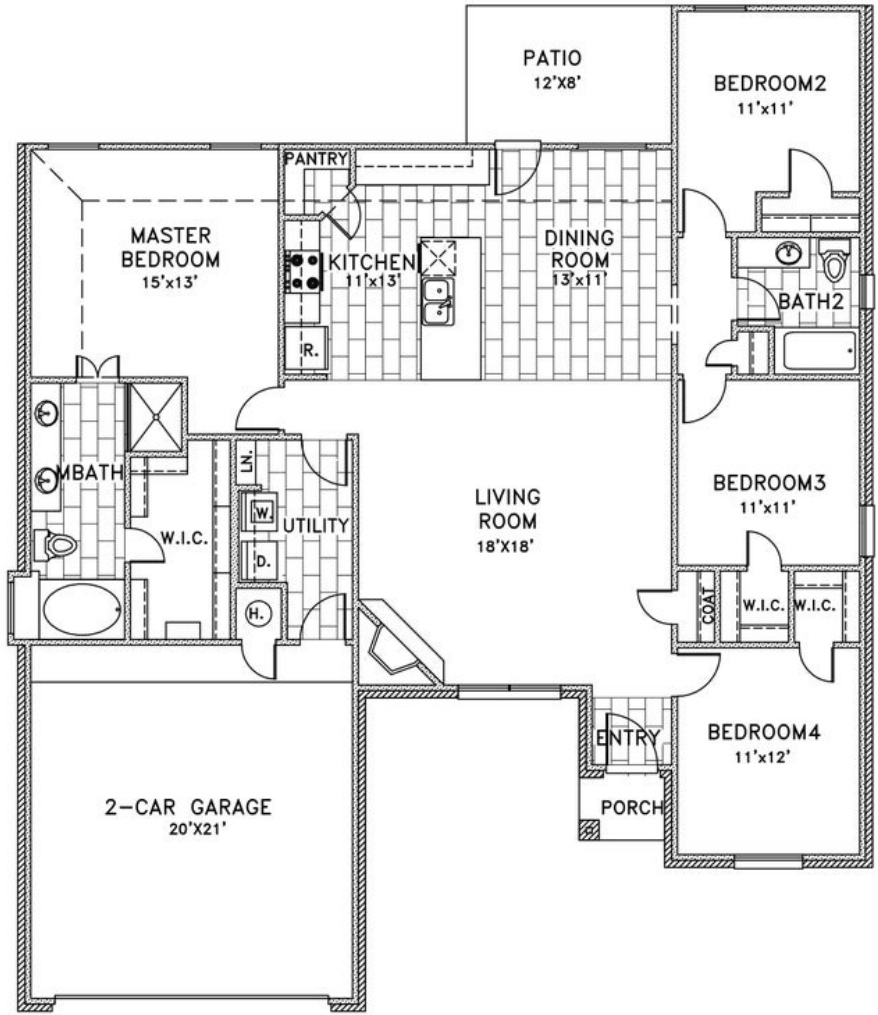 PATIO
12'X8'
BEDROOM2
11'x11'
PANTRY
MASTER
BEDROOM
15'x13'
KITCHEN
11'x13'
DINING
ROOM
13'x11'
BATH2
R.
MBATH
W.I.C.
LN.
W.
D.
UTILITY
H.
LIVING
ROOM
18'X18'
BEDROOM3
11'x11'
COAT
W.I.C.
W.I.C.
ENTRY
BEDROOM4
11'x12'
2-CAR GARAGE
20'X21'
PORCH